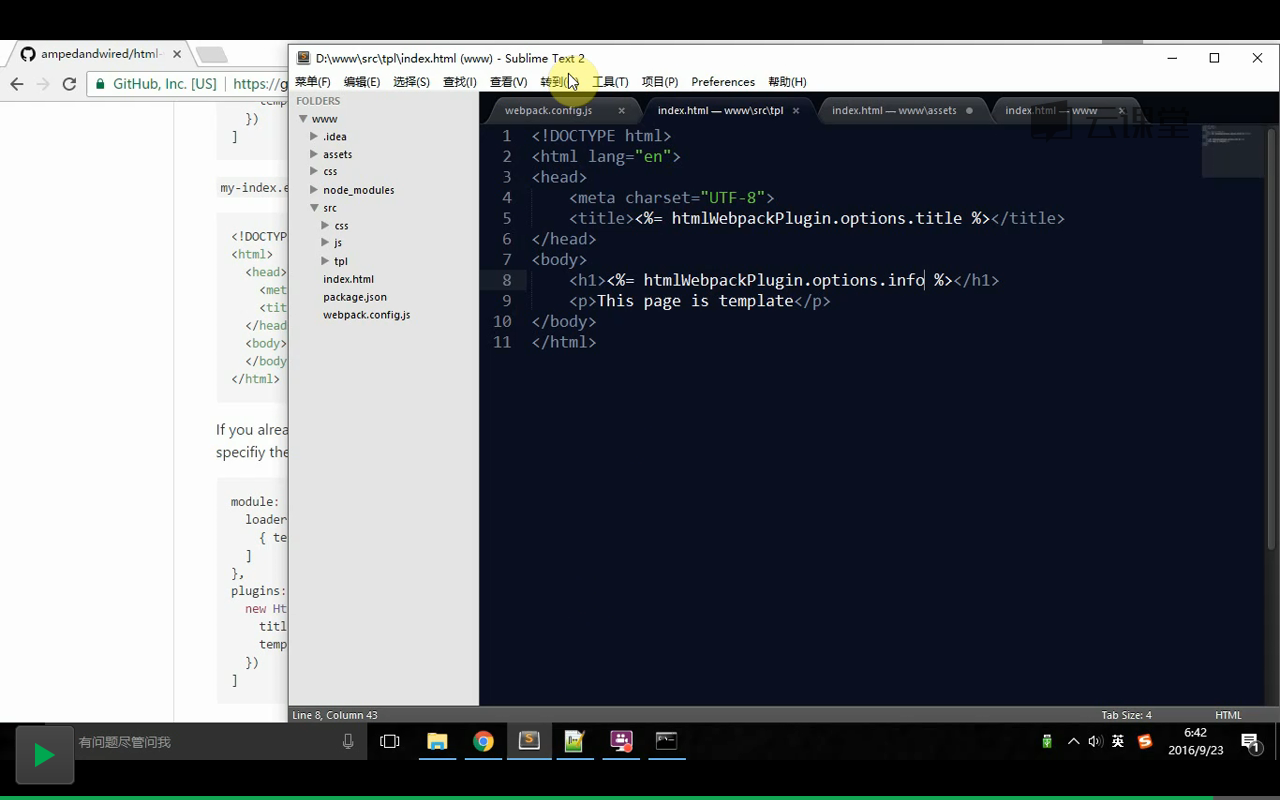 ampedandwired/html-
GitHub, Inc. [US]
https://g
temp
})
]
my-index.e
<!DOCTYP
<html>
<head>
<met
<tit
</head
<body>
</body
</html>
If you alrea
specifiy the
module:
loader
{ te
]
},
plugins:
new Ht
titl
temp
})
]
D:\www\src\tpl\index.html (www) - Sublime Text 2
菜单(F) 编辑(E) 选择(S) 查找(I) 查看(V) 转到( 工具(T) 项目(P) Preferences 帮助(H)
FOLDERS
www
.idea
assets
css
node_modules
src
css
js
tpl
index.html
package.json
webpack.config.js
webpack.config.js index.html — www\src\tpl index.html — www\assets index.html — www
云课堂
1 <!DOCTYPE html>
2 <html lang="en">
3 <head>
4 <meta charset="UTF-8">
5 <title><%= htmlWebpackPlugin.options.title %></title>
6 </head>
7 <body>
8 <h1><%= htmlWebpackPlugin.options.info %></h1>
9 <p>This page is template</p>
10 </body>
11 </html>
Line 8, Column 43
Tab Size: 4
HTML
有问题尽管问我
英
6:42
2016/9/23
1